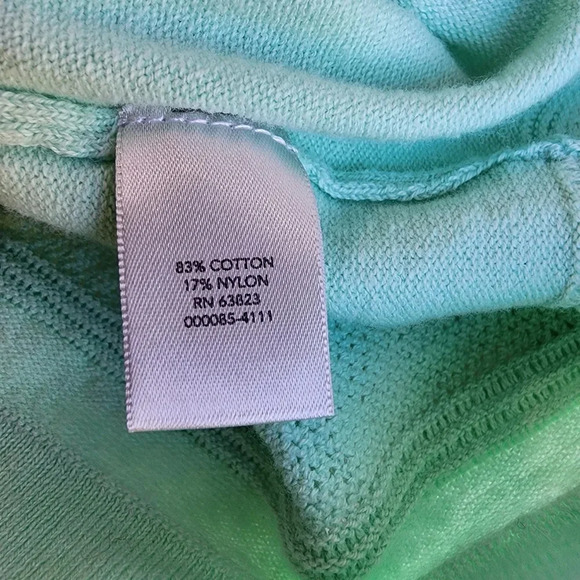 83% COTTON
17% NYLON
RN 63823
000085-4111